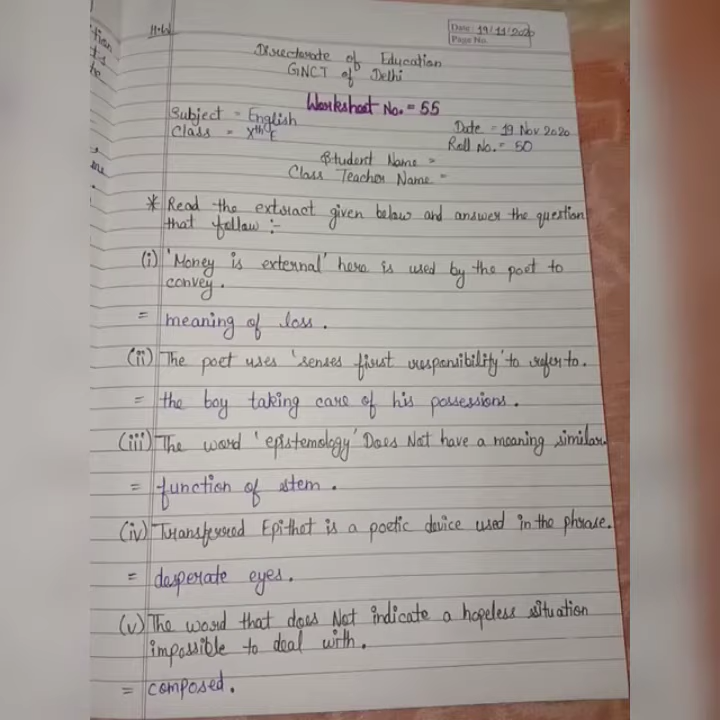 H.W
Date: 19/11/2020
Page No.
Directorate of Education
GNCT of Delhi
Worksheet No. = 55
Subject = English
Class = Xth F
Date = 19 Nov 2020
Roll No. = 50
Student Name =
Class Teacher Name =
* Read the extract given below and answer the question
that follow :-
(i) 'Money is external' here is used by the poet to
convey.
= meaning of loss.
(ii) The poet uses 'senses first responsibility' to refer to.
= the boy taking care of his possessions.
(iii) The word 'epistemology' Does Not have a meaning similar.
= function of stem.
(iv) Transferred Epithet is a poetic device used in the phrase.
= desperate eyes.
(v) The word that does Not indicate a hopeless situation
impossible to deal with.
= composed.